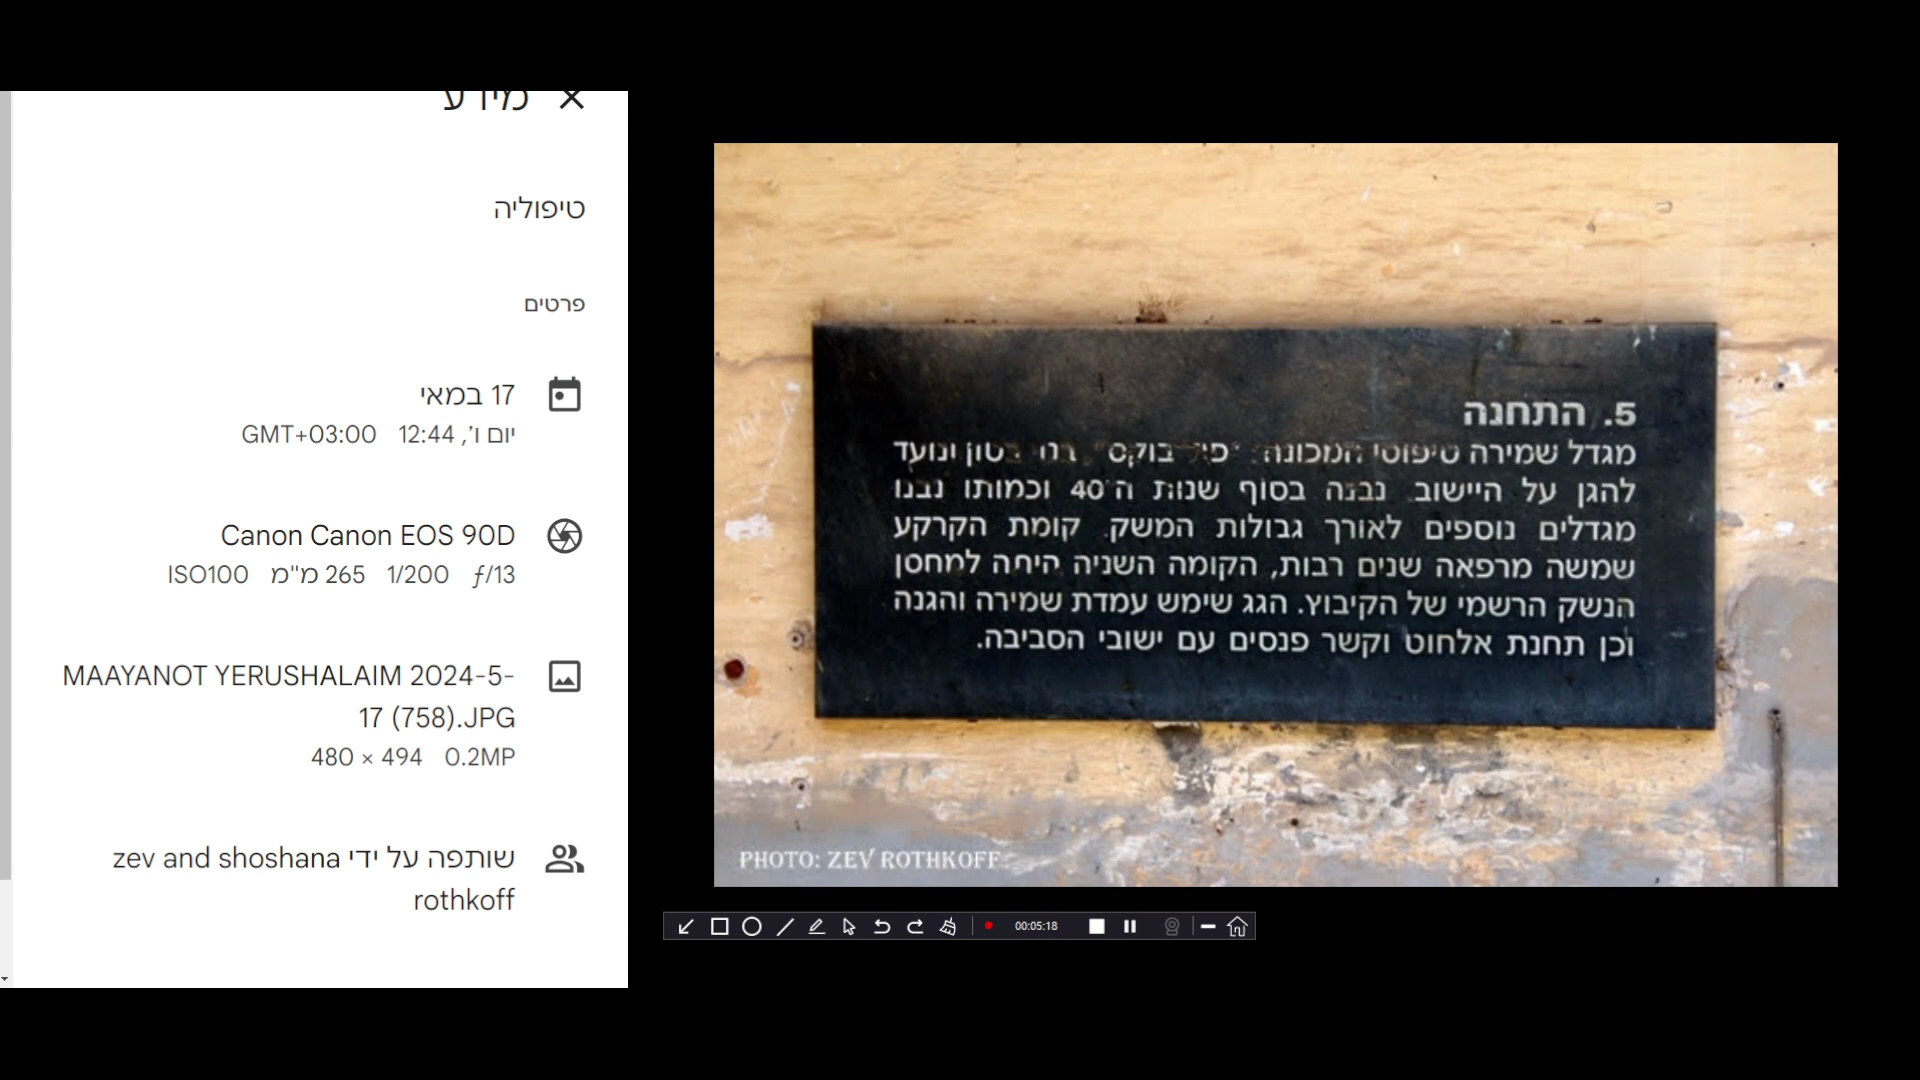 מידע
טיפוליה
פרטים
17 במאי
יום ו׳, 12:44 GMT+03:00
Canon Canon EOS 90D
ƒ/13 1/200 265 מ"מ ISO100
MAAYANOT YERUSHALAIM 2024-5-
17 (758).JPG
480 × 494 0.2MP
שותפה על ידי zev and shoshana
rothkoff
5. התחנה
מגדל שמירה טיפוסי המכונה בוקס" בטון ונועד
להגן על היישוב. נבנה בסוף שנות ה 40 וכמותו נבנו
מגדלים נוספים לאורך גבולות המשק. קומת הקרקע
שמשה מרפאה שנים רבות, הקומה השניה היתה למחסן
הנשק הרשמי של הקיבוץ. הגג שימש עמדת שמירה והגנה
וכן תחנת אלחוט וקשר פנסים עם ישובי הסביבה.
PHOTO: ZEV ROTHKOFF
00:05:18